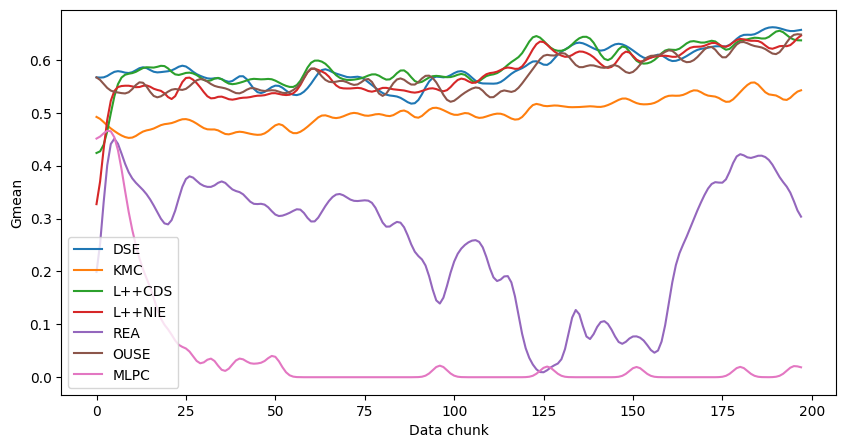 Gmean
0.6
0.5
0.4
0.3
0.2
0.1
0.0
DSE
KMC
L++CDS
L++NIE
REA
OUSE
MLPC
0 25 50 75 100 125 150 175 200
Data chunk